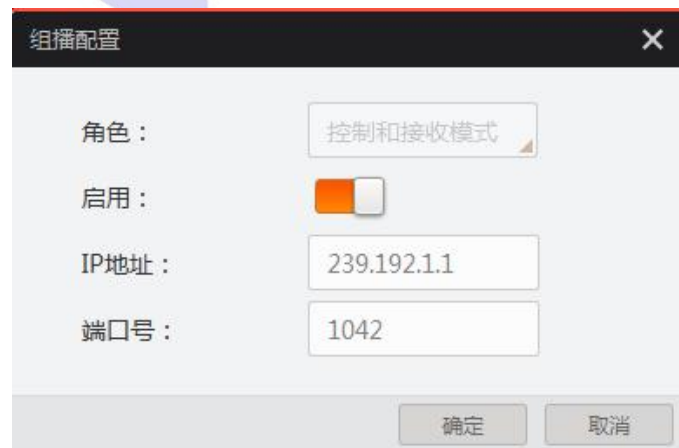 组播配置
角色： 控制和接收模式
启用：
IP地址： 239.192.1.1
端口号： 1042
确定 取消